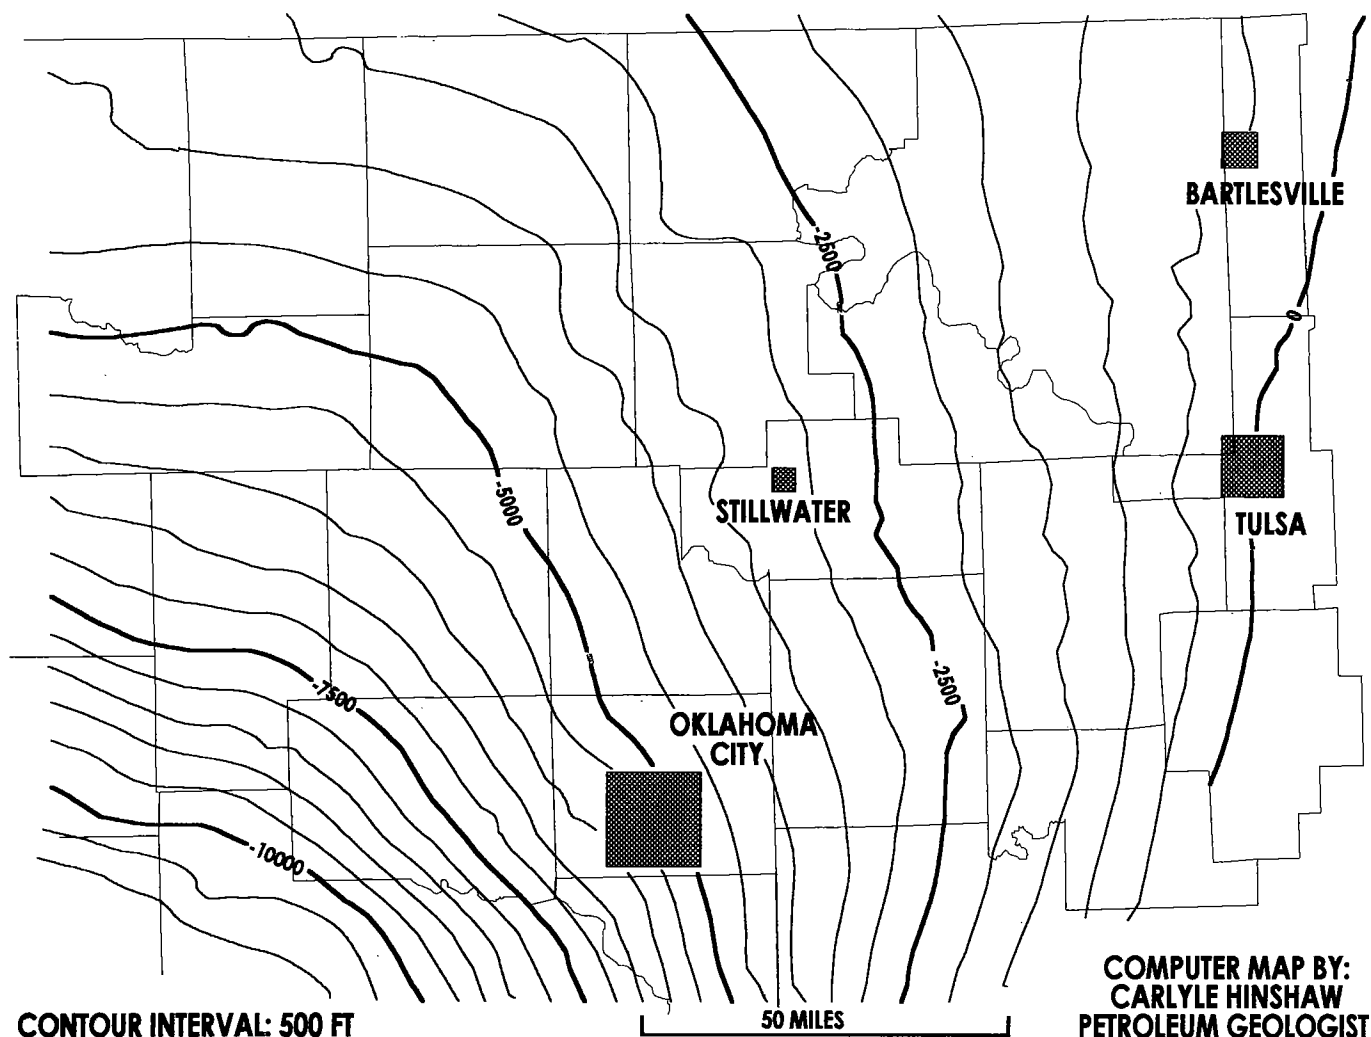 BARTLESVILLE
-2500
0
-5000
STILLWATER
TULSA
-2500
-7500
OKLAHOMA
CITY
-10000
COMPUTER MAP BY:
CARLYLE HINSHAW
PETROLEUM GEOLOGIST
CONTOUR INTERVAL: 500 FT
50 MILES